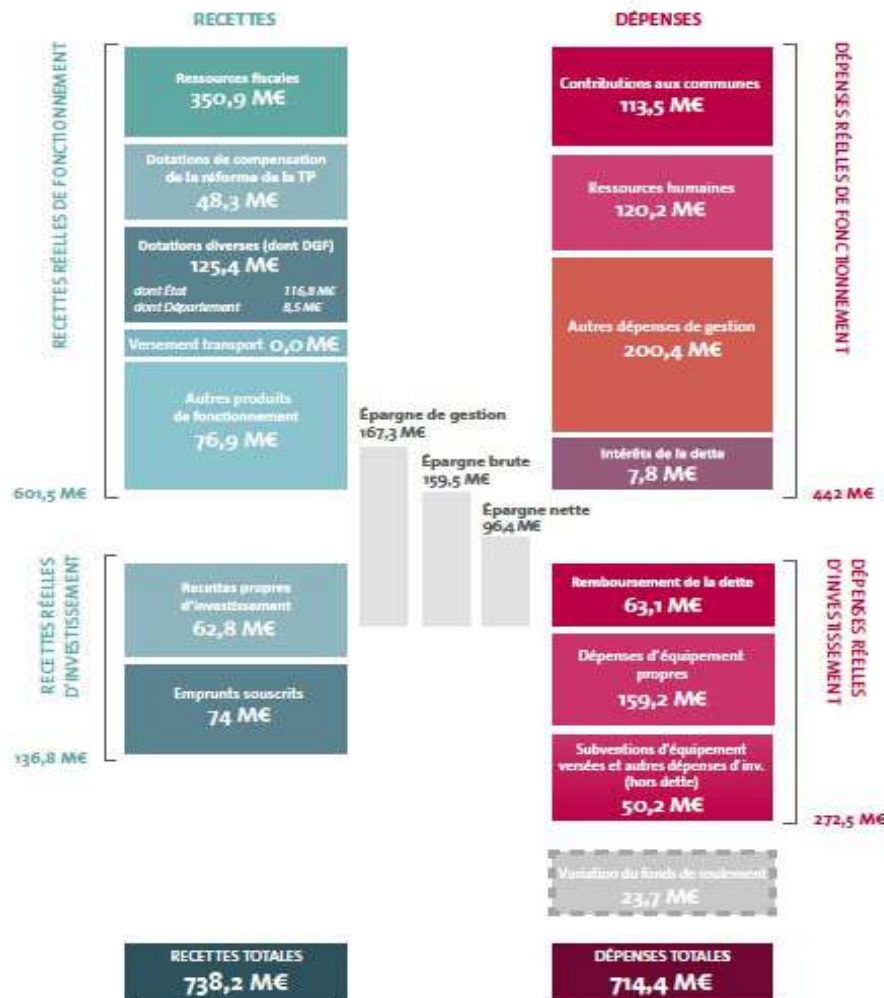 RECETTES
RECETTES RÉELLES DE FONCTIONNEMENT
Ressources fiscales
350,9 M€
Dotations de compensation
de la réforme de la TP
48,3 M€
Dotations diverses (dont DGF)
125,4 M€
dont État 116,8 M€
dont Département 8,5 M€
Versement transport 0,0 M€
Autres produits
de fonctionnement
76,9 M€
601,5 M€
RECETTES RÉELLES
D'INVESTISSEMENT
Recettes propres
d'investissement
62,8 M€
Emprunts souscrits
74 M€
136,8 M€
RECETTES TOTALES
738,2 M€
Épargne de gestion
167,3 M€
Épargne brute
159,5 M€
Épargne nette
96,4 M€
DÉPENSES
DÉPENSES RÉELLES DE FONCTIONNEMENT
Contributions aux communes
113,5 M€
Ressources humaines
120,2 M€
Autres dépenses de gestion
200,4 M€
Intérêts de la dette
7,8 M€
442 M€
DÉPENSES RÉELLES
D'INVESTISSEMENT
Remboursement de la dette
63,1 M€
Dépenses d'équipement
propres
159,2 M€
Subventions d'équipement
versées et autres dépenses d'inv.
(hors dette)
50,2 M€
272,5 M€
Variation du fonds de roulement
23,7 M€
DÉPENSES TOTALES
714,4 M€